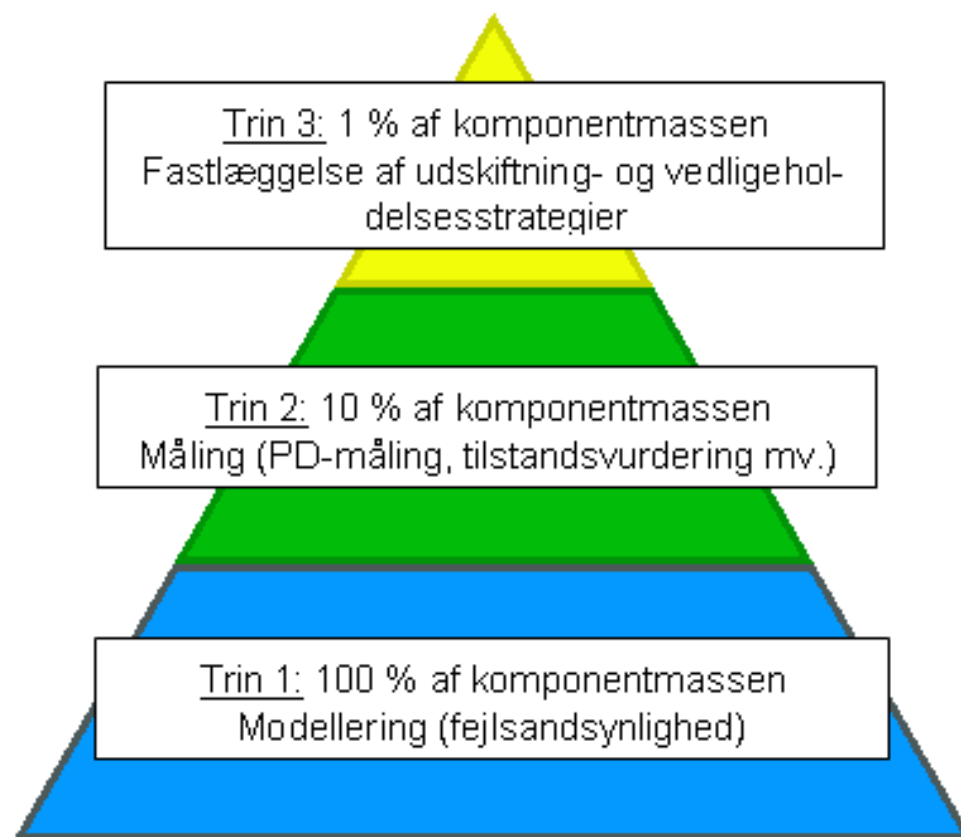 Trin 3: 1 % af komponentmassen
Fastlæggelse af udskiftning- og vedligehol-
delsesstrategier
Trin 2: 10 % af komponentmassen
Måling (PD-måling, tilstandsvurdering mv.)
Trin 1: 100 % af komponentmassen
Modellering (fejlsandsynlighed)